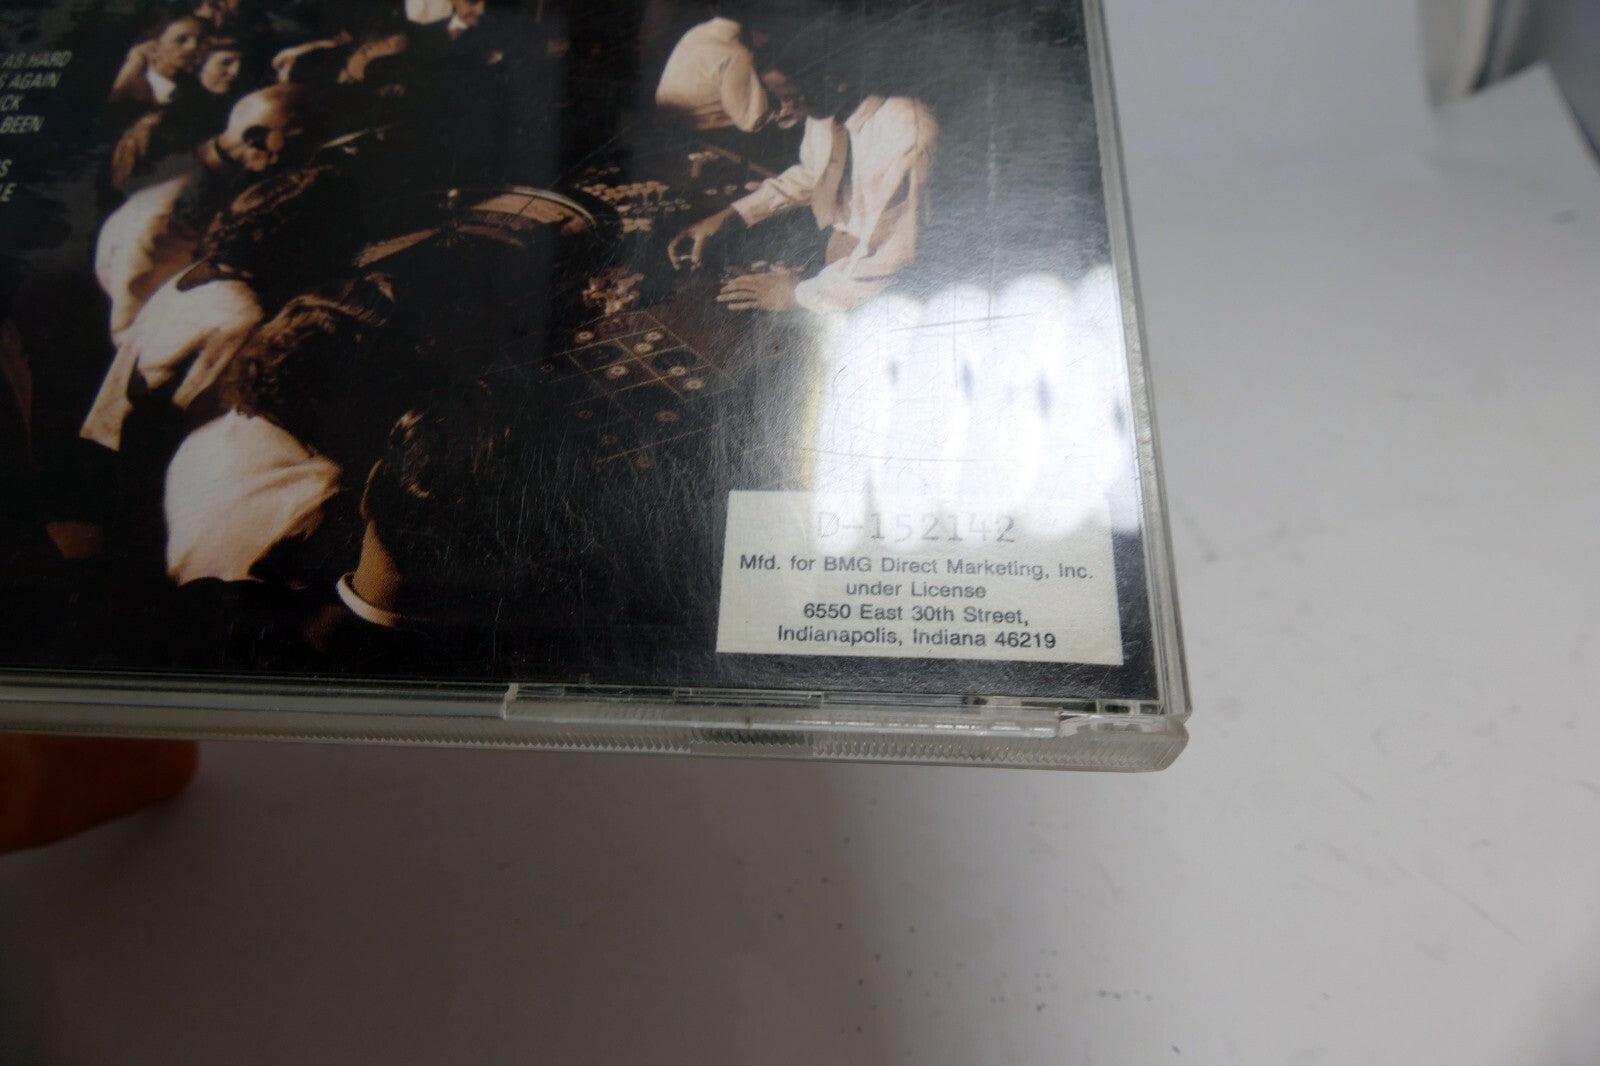 AS HARD
AGAIN
BEEN
D-152142
Mfd. for BMG Direct Marketing, Inc.
under License
6550 East 30th Street,
Indianapolis, Indiana 46219